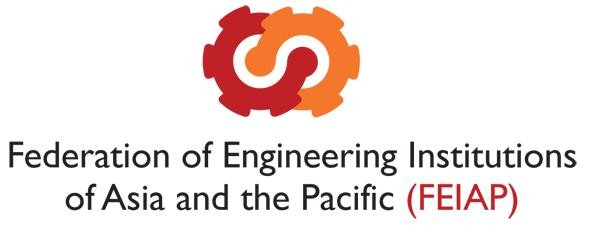 Federation of Engineering Institutions
of Asia and the Pacific (FEIAP)